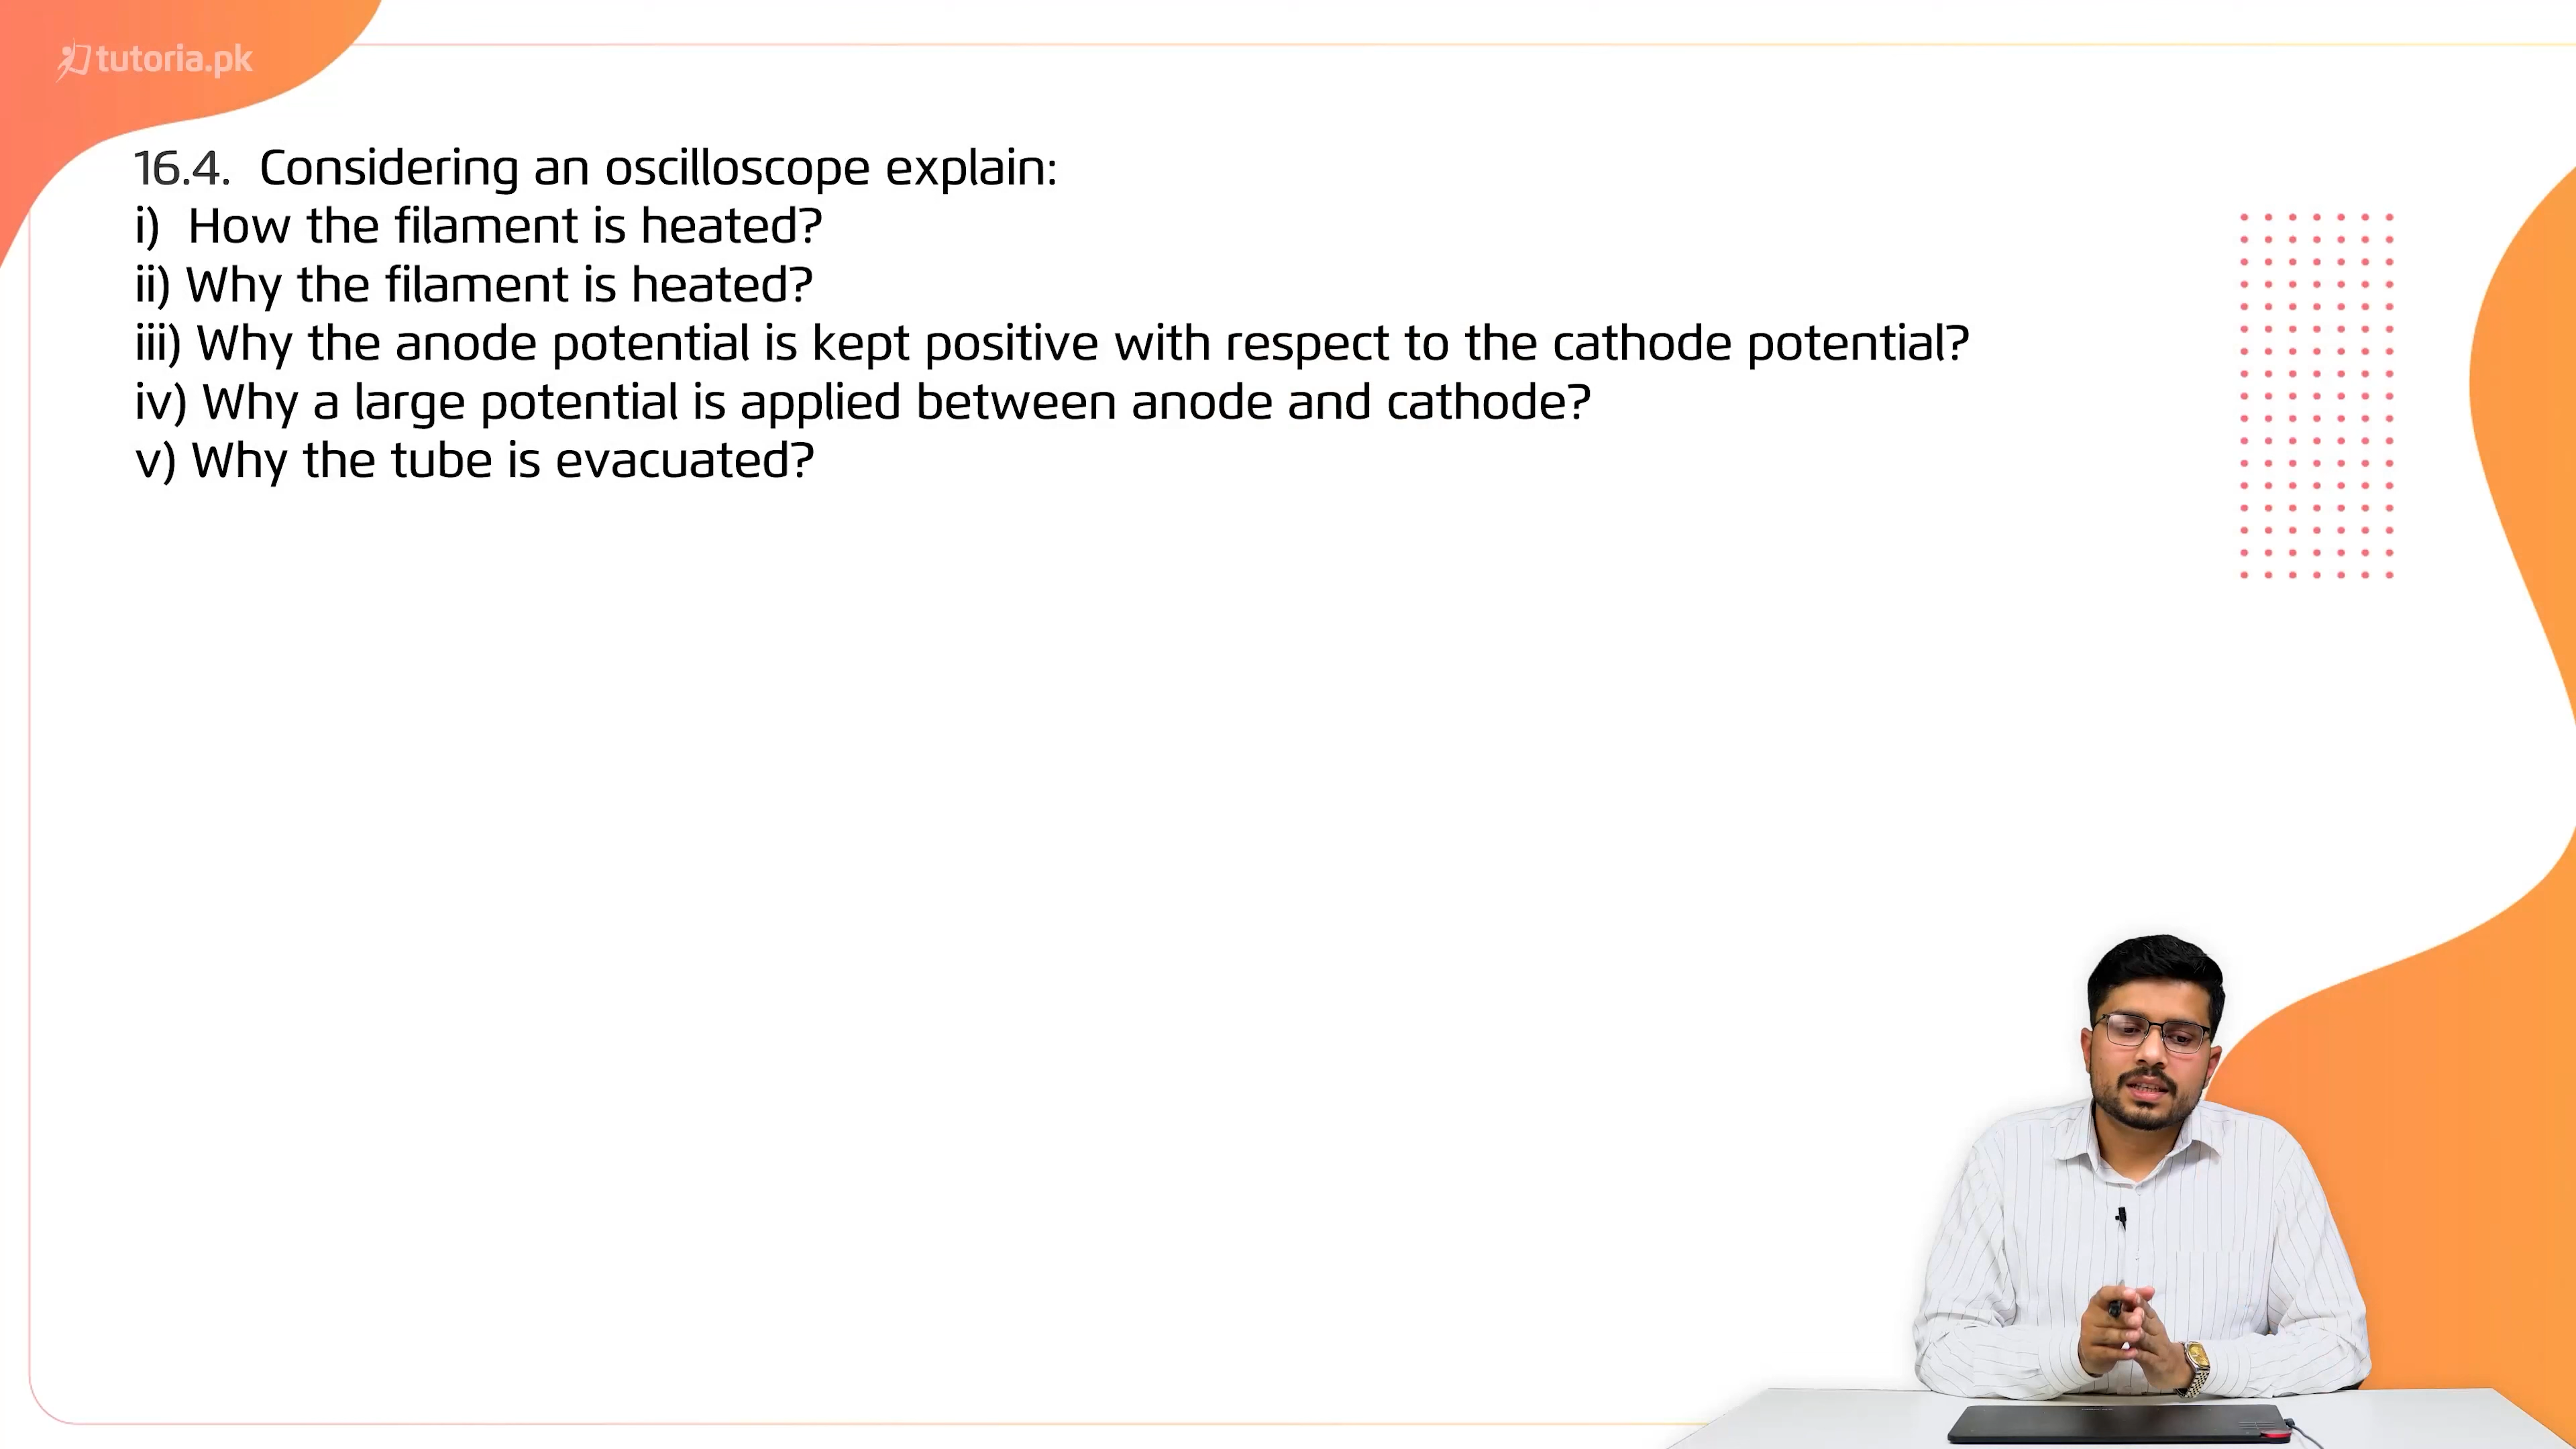 tutoria.pk
16.4. Considering an oscilloscope explain:
i) How the filament is heated?
ii) Why the filament is heated?
iii) Why the anode potential is kept positive with respect to the cathode potential?
iv) Why a large potential is applied between anode and cathode?
v) Why the tube is evacuated?